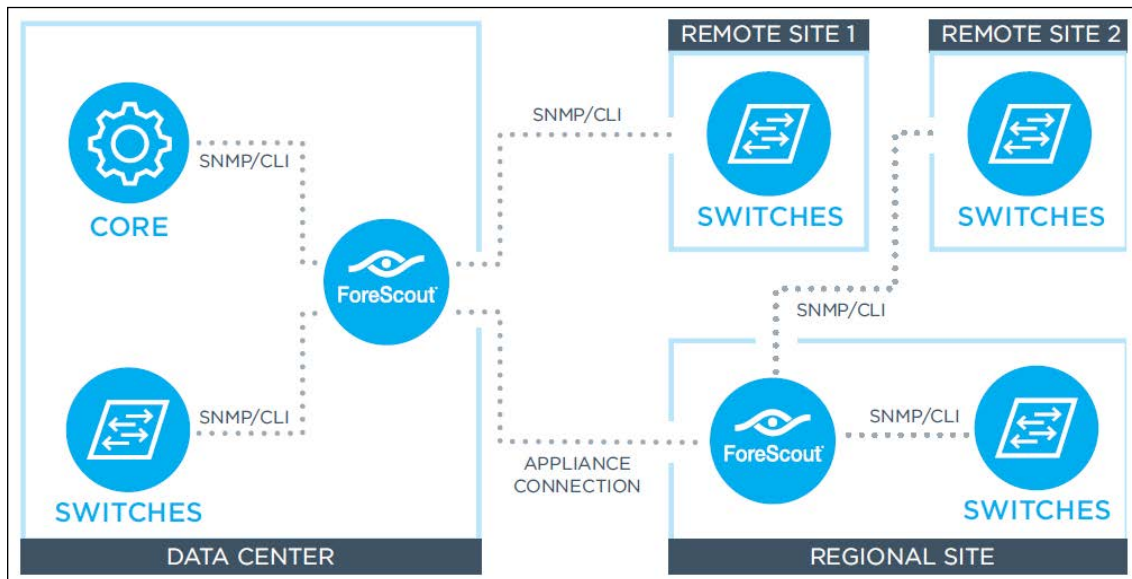 REMOTE SITE 1
REMOTE SITE 2
SNMP/CLI
SNMP/CLI
CORE
SWITCHES
SWITCHES
ForeScout
SNMP/CLI
SNMP/CLI
SNMP/CLI
ForeScout
SWITCHES
APPLIANCE
CONNECTION
SWITCHES
DATA CENTER
REGIONAL SITE